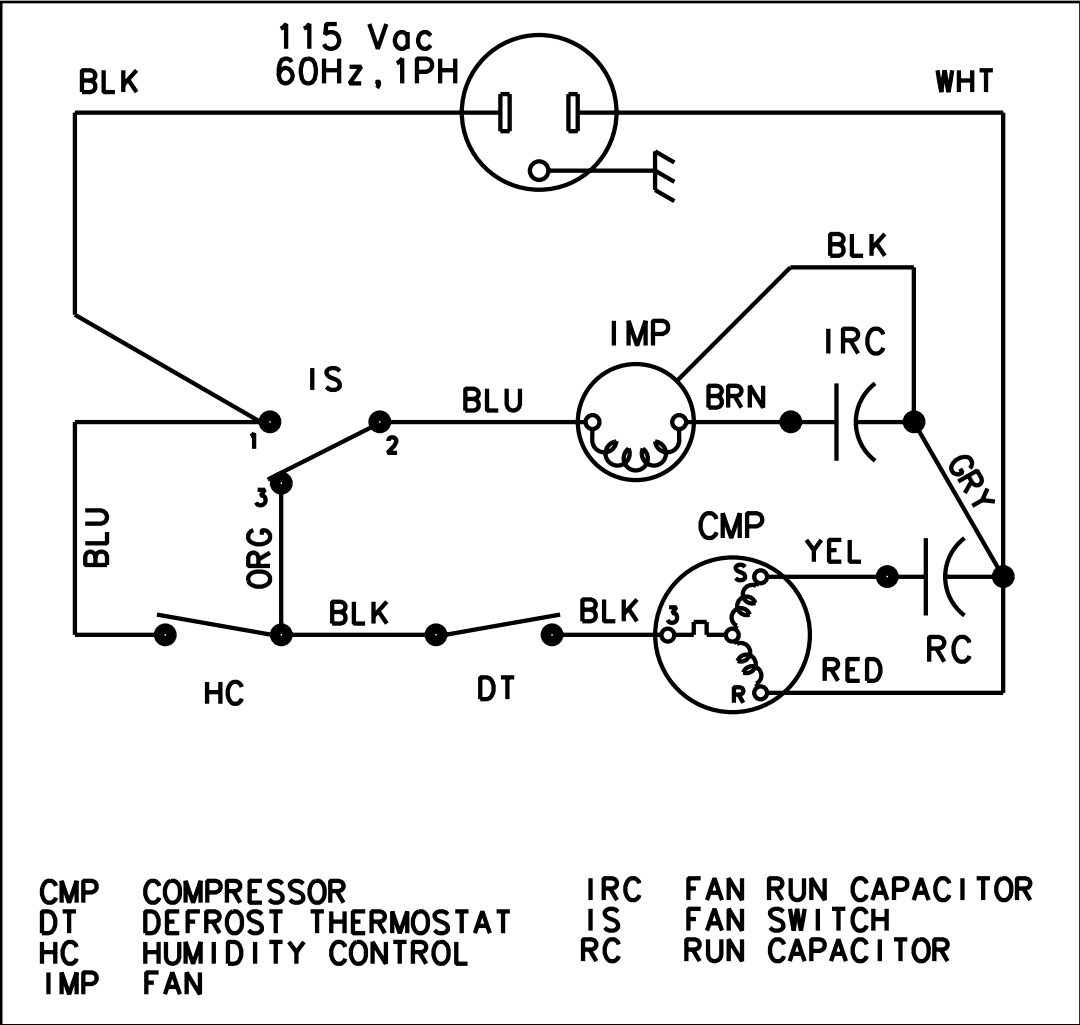 115 Vac
60Hz, 1PH
BLK
WHT
BLK
IMP
IRC
IS
BLU
BRN
1
2
3
GRY
BLU
ORG
CMP
YEL
S
BLK
BLK
3
RC
HC
DT
R
RED
CMP COMPRESSOR
DT DEFROST THERMOSTAT
HC HUMIDITY CONTROL
IMP FAN
IRC FAN RUN CAPACITOR
IS FAN SWITCH
RC RUN CAPACITOR